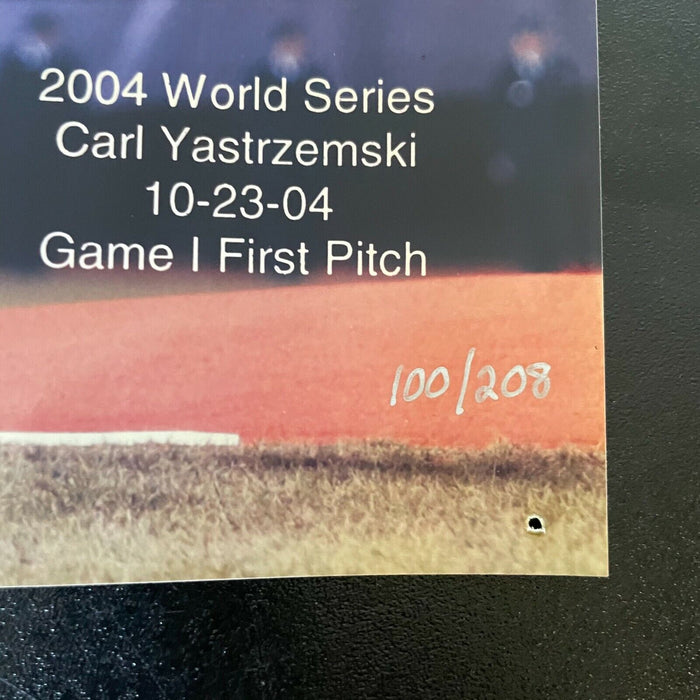 2004 World Series
Carl Yastrzemski
10-23-04
Game I First Pitch
100/208